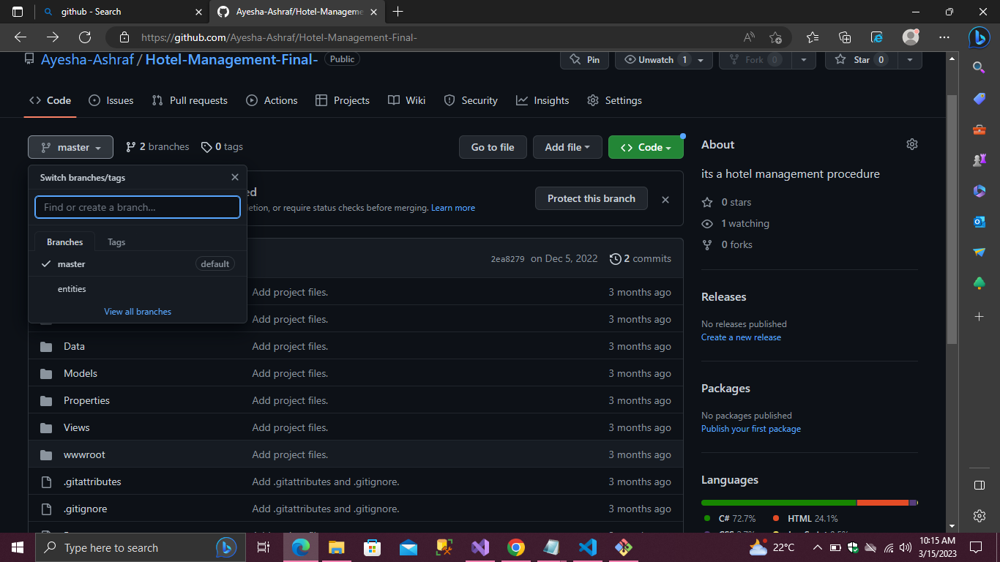 github - Search
Ayesha-Ashraf/Hotel-Manageme
https://github.com/Ayesha-Ashraf/Hotel-Management-Final-
Ayesha-Ashraf / Hotel-Management-Final- Public
Pin Unwatch 1 Fork 0 Star 0
Code Issues Pull requests Actions Projects Wiki Security Insights Settings
master 2 branches 0 tags Go to file Add file Code
Switch branches/tags
Find or create a branch...
Branches Tags
master default
entities
View all branches
ed
etion, or require status checks before merging. Learn more
Protect this branch
2ea8279 on Dec 5, 2022 2 commits
Add project files. 3 months ago
Add project files. 3 months ago
Data Add project files. 3 months ago
Models Add project files. 3 months ago
Properties Add project files. 3 months ago
Views Add project files. 3 months ago
wwwroot Add project files. 3 months ago
.gitattributes Add .gitattributes and .gitignore. 3 months ago
.gitignore Add .gitattributes and .gitignore. 3 months ago
About
its a hotel management procedure
0 stars
1 watching
0 forks
Releases
No releases published
Create a new release
Packages
No packages published
Publish your first package
Languages
C# 72.7% HTML 24.1%
Type here to search
22°C
10:15 AM
3/15/2023